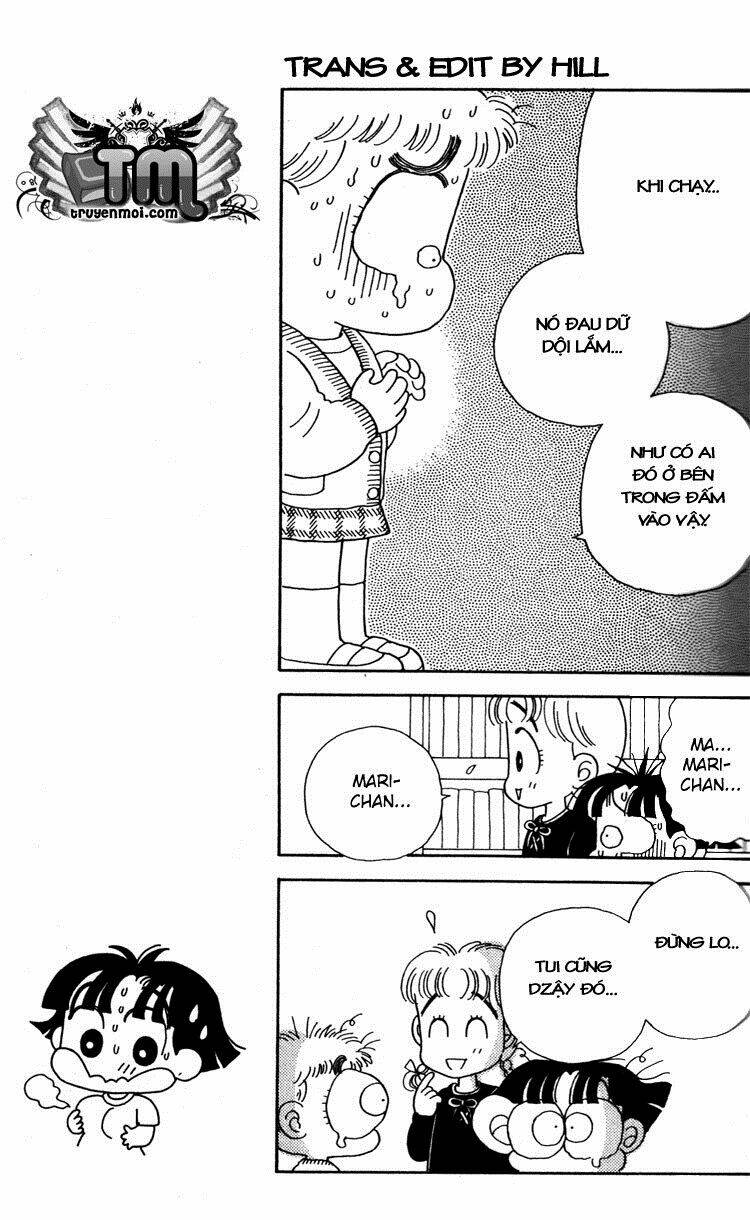 TRANS & EDIT BY HILL
TM
truyenmoi.com
KHI CHẠY...
NÓ ĐAU DỮ
DỘI LẮM...
NHƯ CÓ AI
ĐÓ Ở BÊN
TRONG ĐẤM
VÀO VẬY.
MA...
MARI-
CHAN...
MARI-
CHAN...
ĐỪNG LO...
TUI CŨNG
DZẬY ĐÓ...